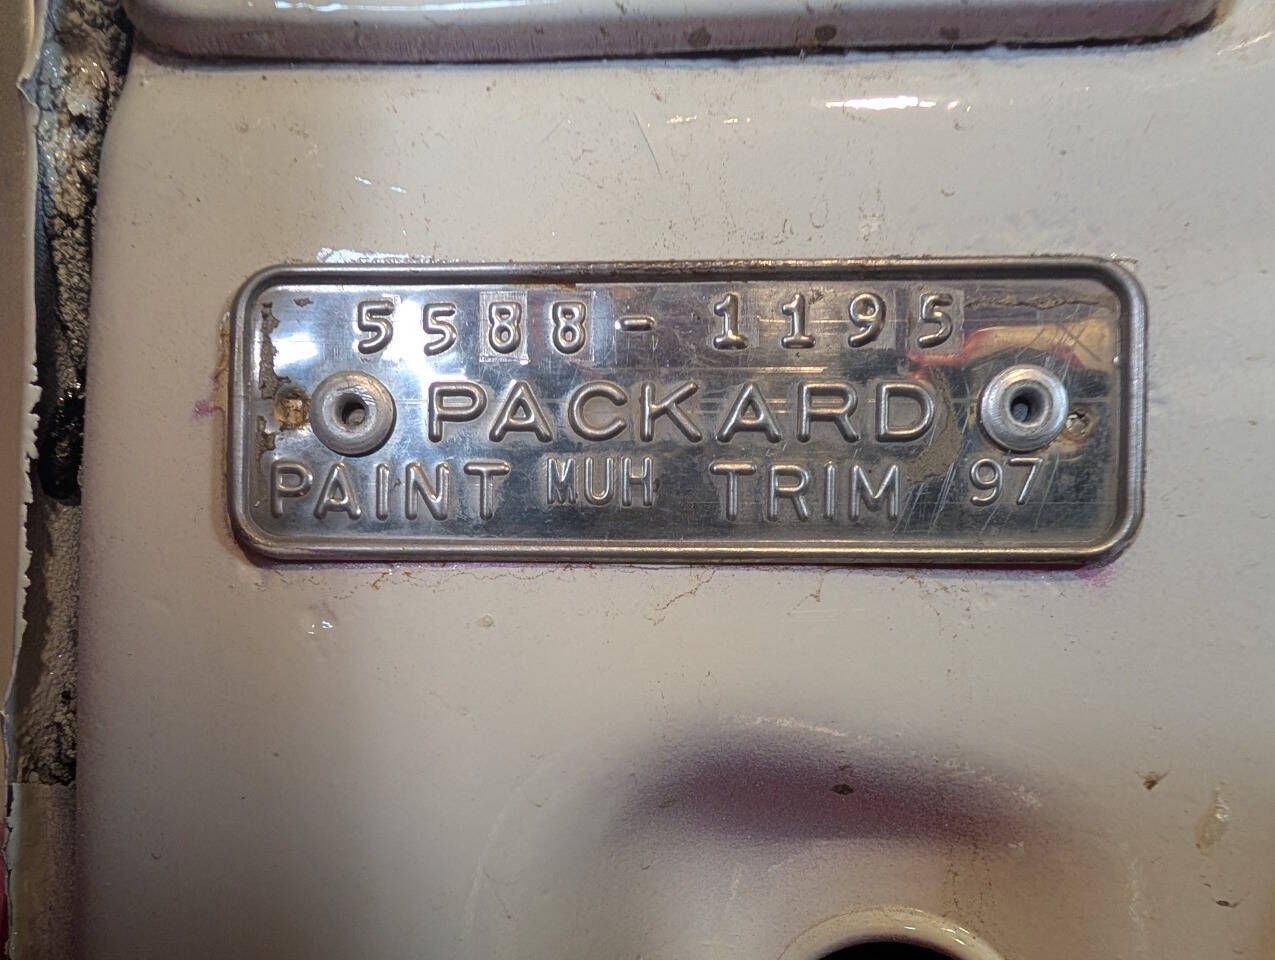 5588-1195
PACKARD
PAINT MUH TRIM 97